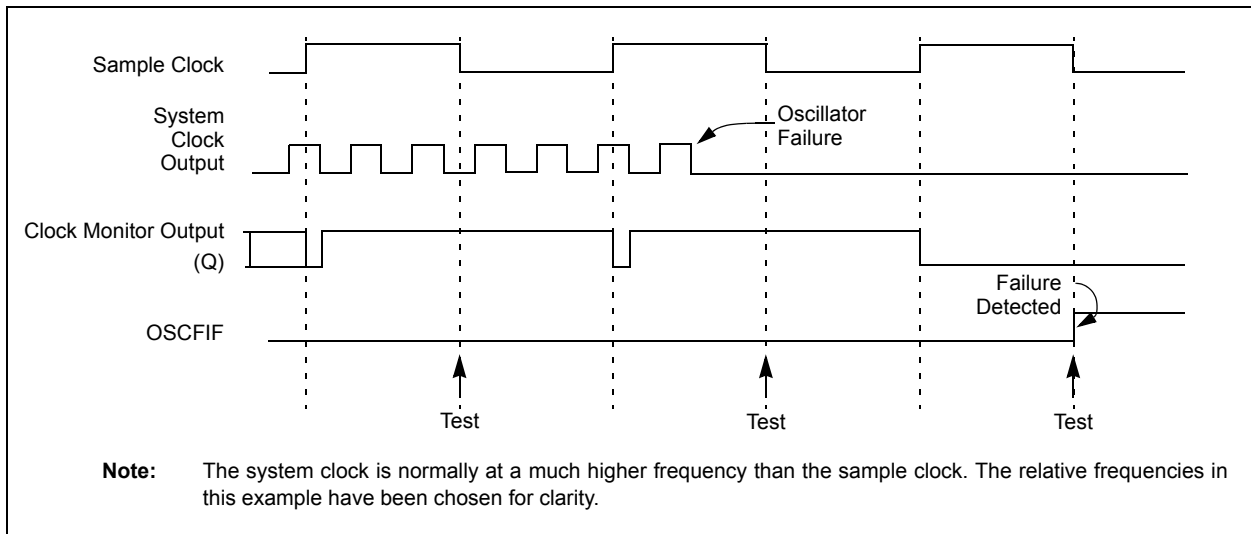 Sample Clock
System
Clock
Output
Oscillator
Failure
Clock Monitor Output
(Q)
Failure
Detected
OSCFIF
Test
Test
Test
Note: The system clock is normally at a much higher frequency than the sample clock. The relative frequencies in
this example have been chosen for clarity.